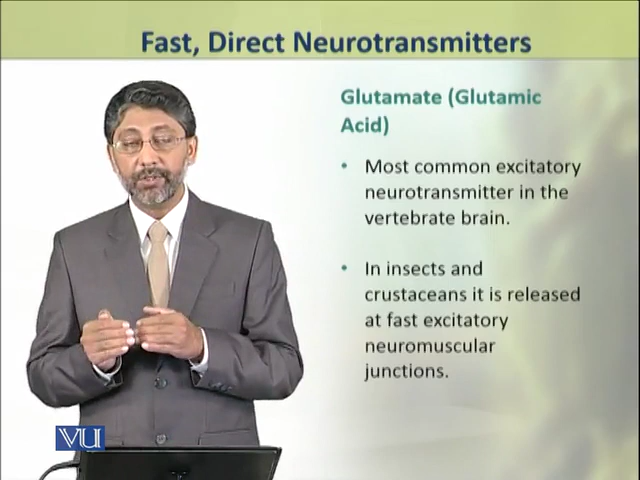 Fast, Direct Neurotransmitters
Glutamate (Glutamic
Acid)
• Most common excitatory
neurotransmitter in the
vertebrate brain.
• In insects and
crustaceans it is released
at fast excitatory
neuromuscular
junctions.
VU